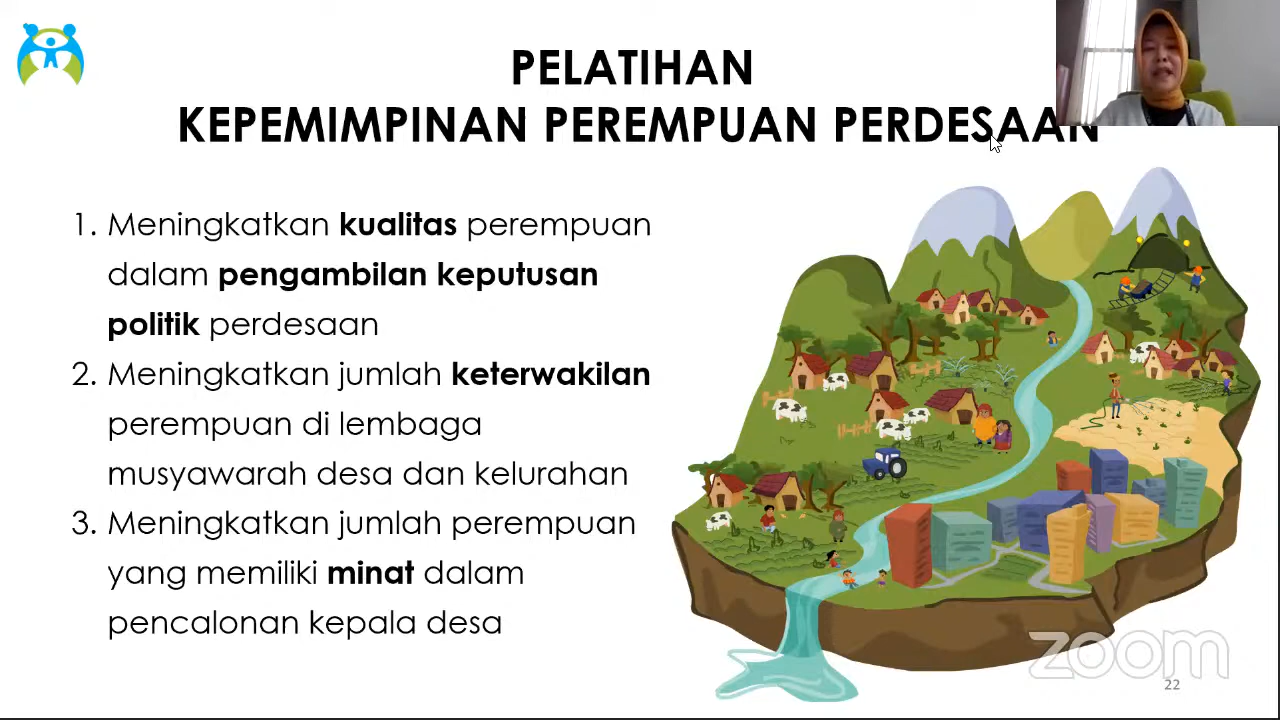 PELATIHAN
KEPEMIMPINAN PEREMPUAN PERDESAAN
1. Meningkatkan kualitas perempuan
dalam pengambilan keputusan
politik perdesaan
2. Meningkatkan jumlah keterwakilan
perempuan di lembaga
musyawarah desa dan kelurahan
3. Meningkatkan jumlah perempuan
yang memiliki minat dalam
pencalonan kepala desa
zoom
22